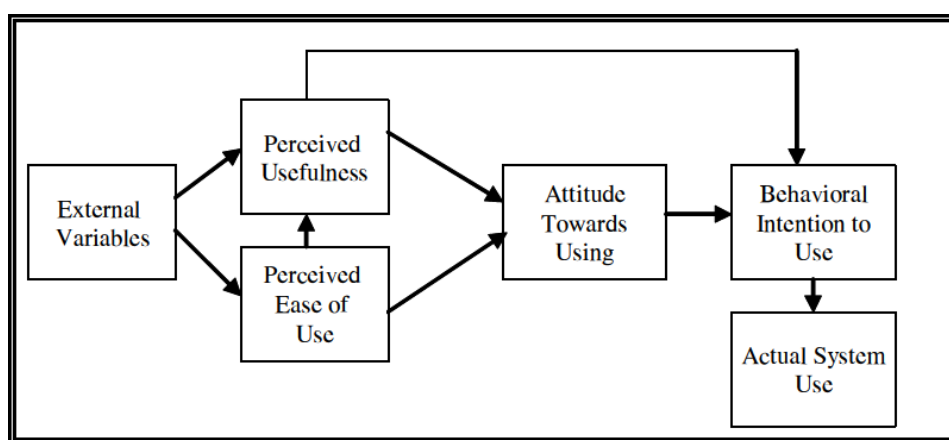 External
Variables
Perceived
Usefulness
Perceived
Ease of
Use
Attitude
Towards
Using
Behavioral
Intention to
Use
Actual System
Use